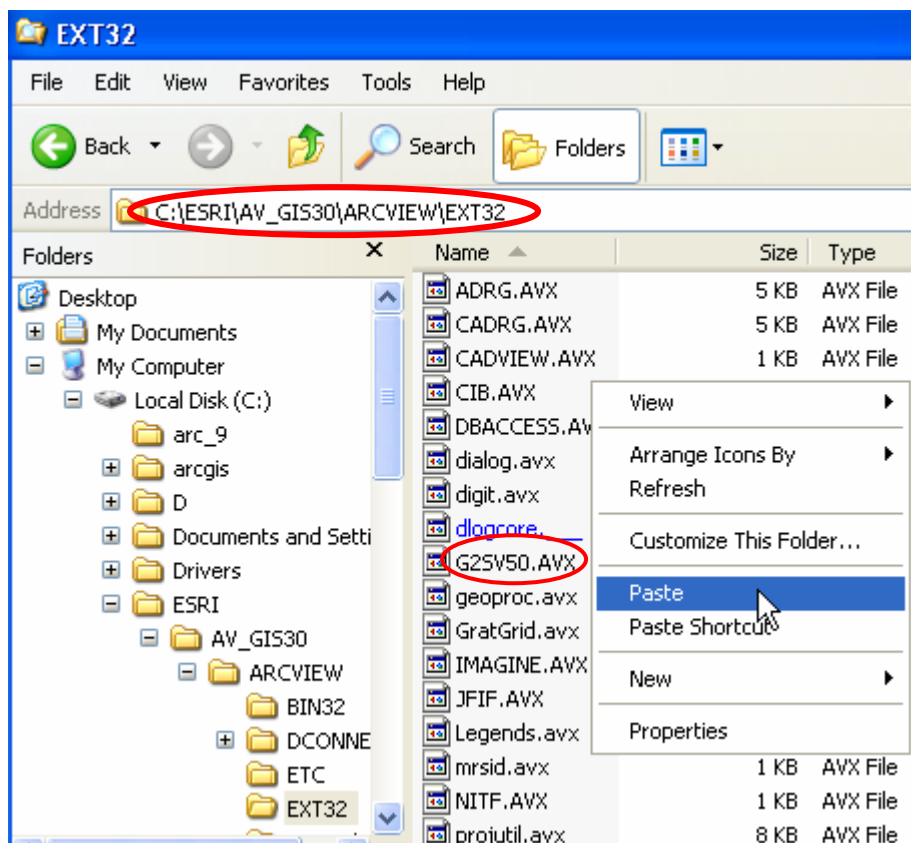 EXT32
File Edit View Favorites Tools Help
Back Search Folders
Address C:\ESRI\AV_GIS30\ARCVIEW\EXT32
Folders X Name Size Type
Desktop
My Documents
My Computer
Local Disk (C:)
arc_9
arcgis
D
Documents and Setti
Drivers
ESRI
AV_GIS30
ARCVIEW
BIN32
DCONNE
ETC
EXT32
ADRG.AVX 5 KB AVX File
CADRG.AVX 5 KB AVX File
CADVIEW.AVX 1 KB AVX File
CIB.AVX
DBACCESS.AV
dialog.avx
digit.avx
dlogcore.
G2SV50.AVX
geoproc.avx
GratGrid.avx
IMAGINE.AVX
JFIF.AVX
Legends.avx
mrsid.avx 1 KB AVX File
NITF.AVX 1 KB AVX File
projutil.avx 8 KB AVX File
View
Arrange Icons By
Refresh
Customize This Folder...
Paste
Paste Shortcut
New
Properties